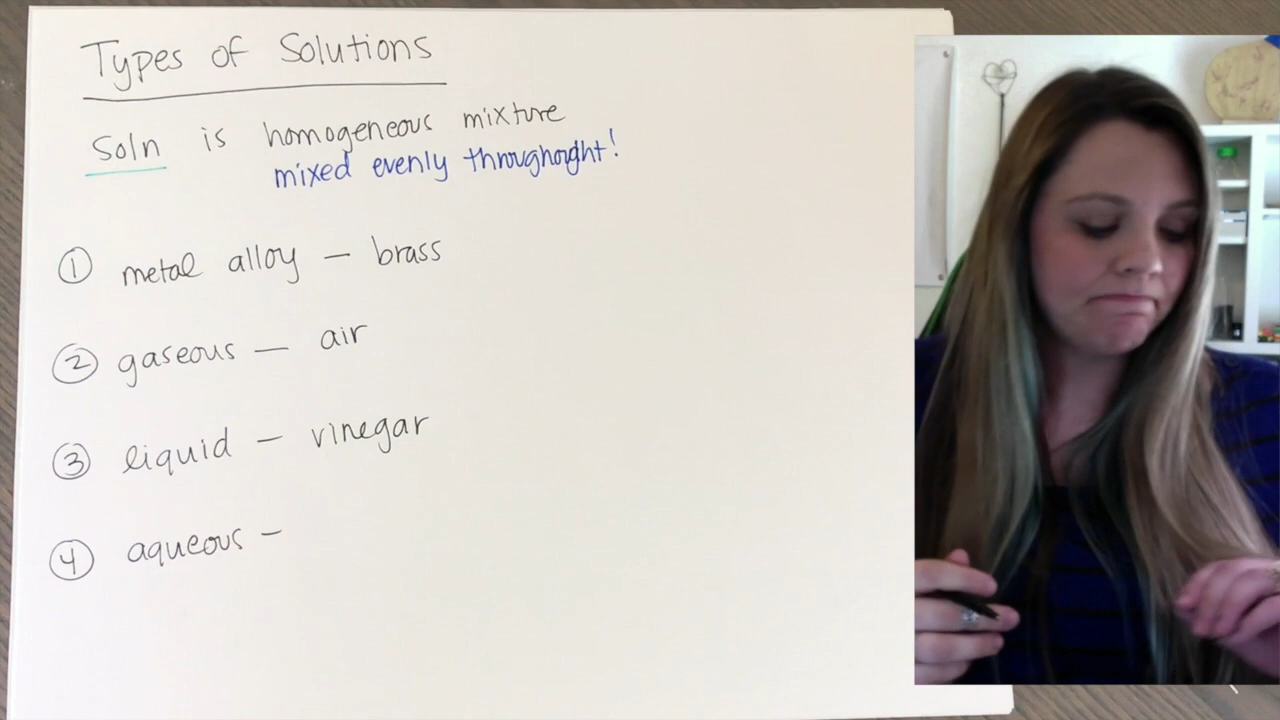 Types of Solutions
Soln is homogeneous mixture
mixed evenly throughought!
1 metal alloy — brass
2 gaseous — air
3 liquid — vinegar
4 aqueous —